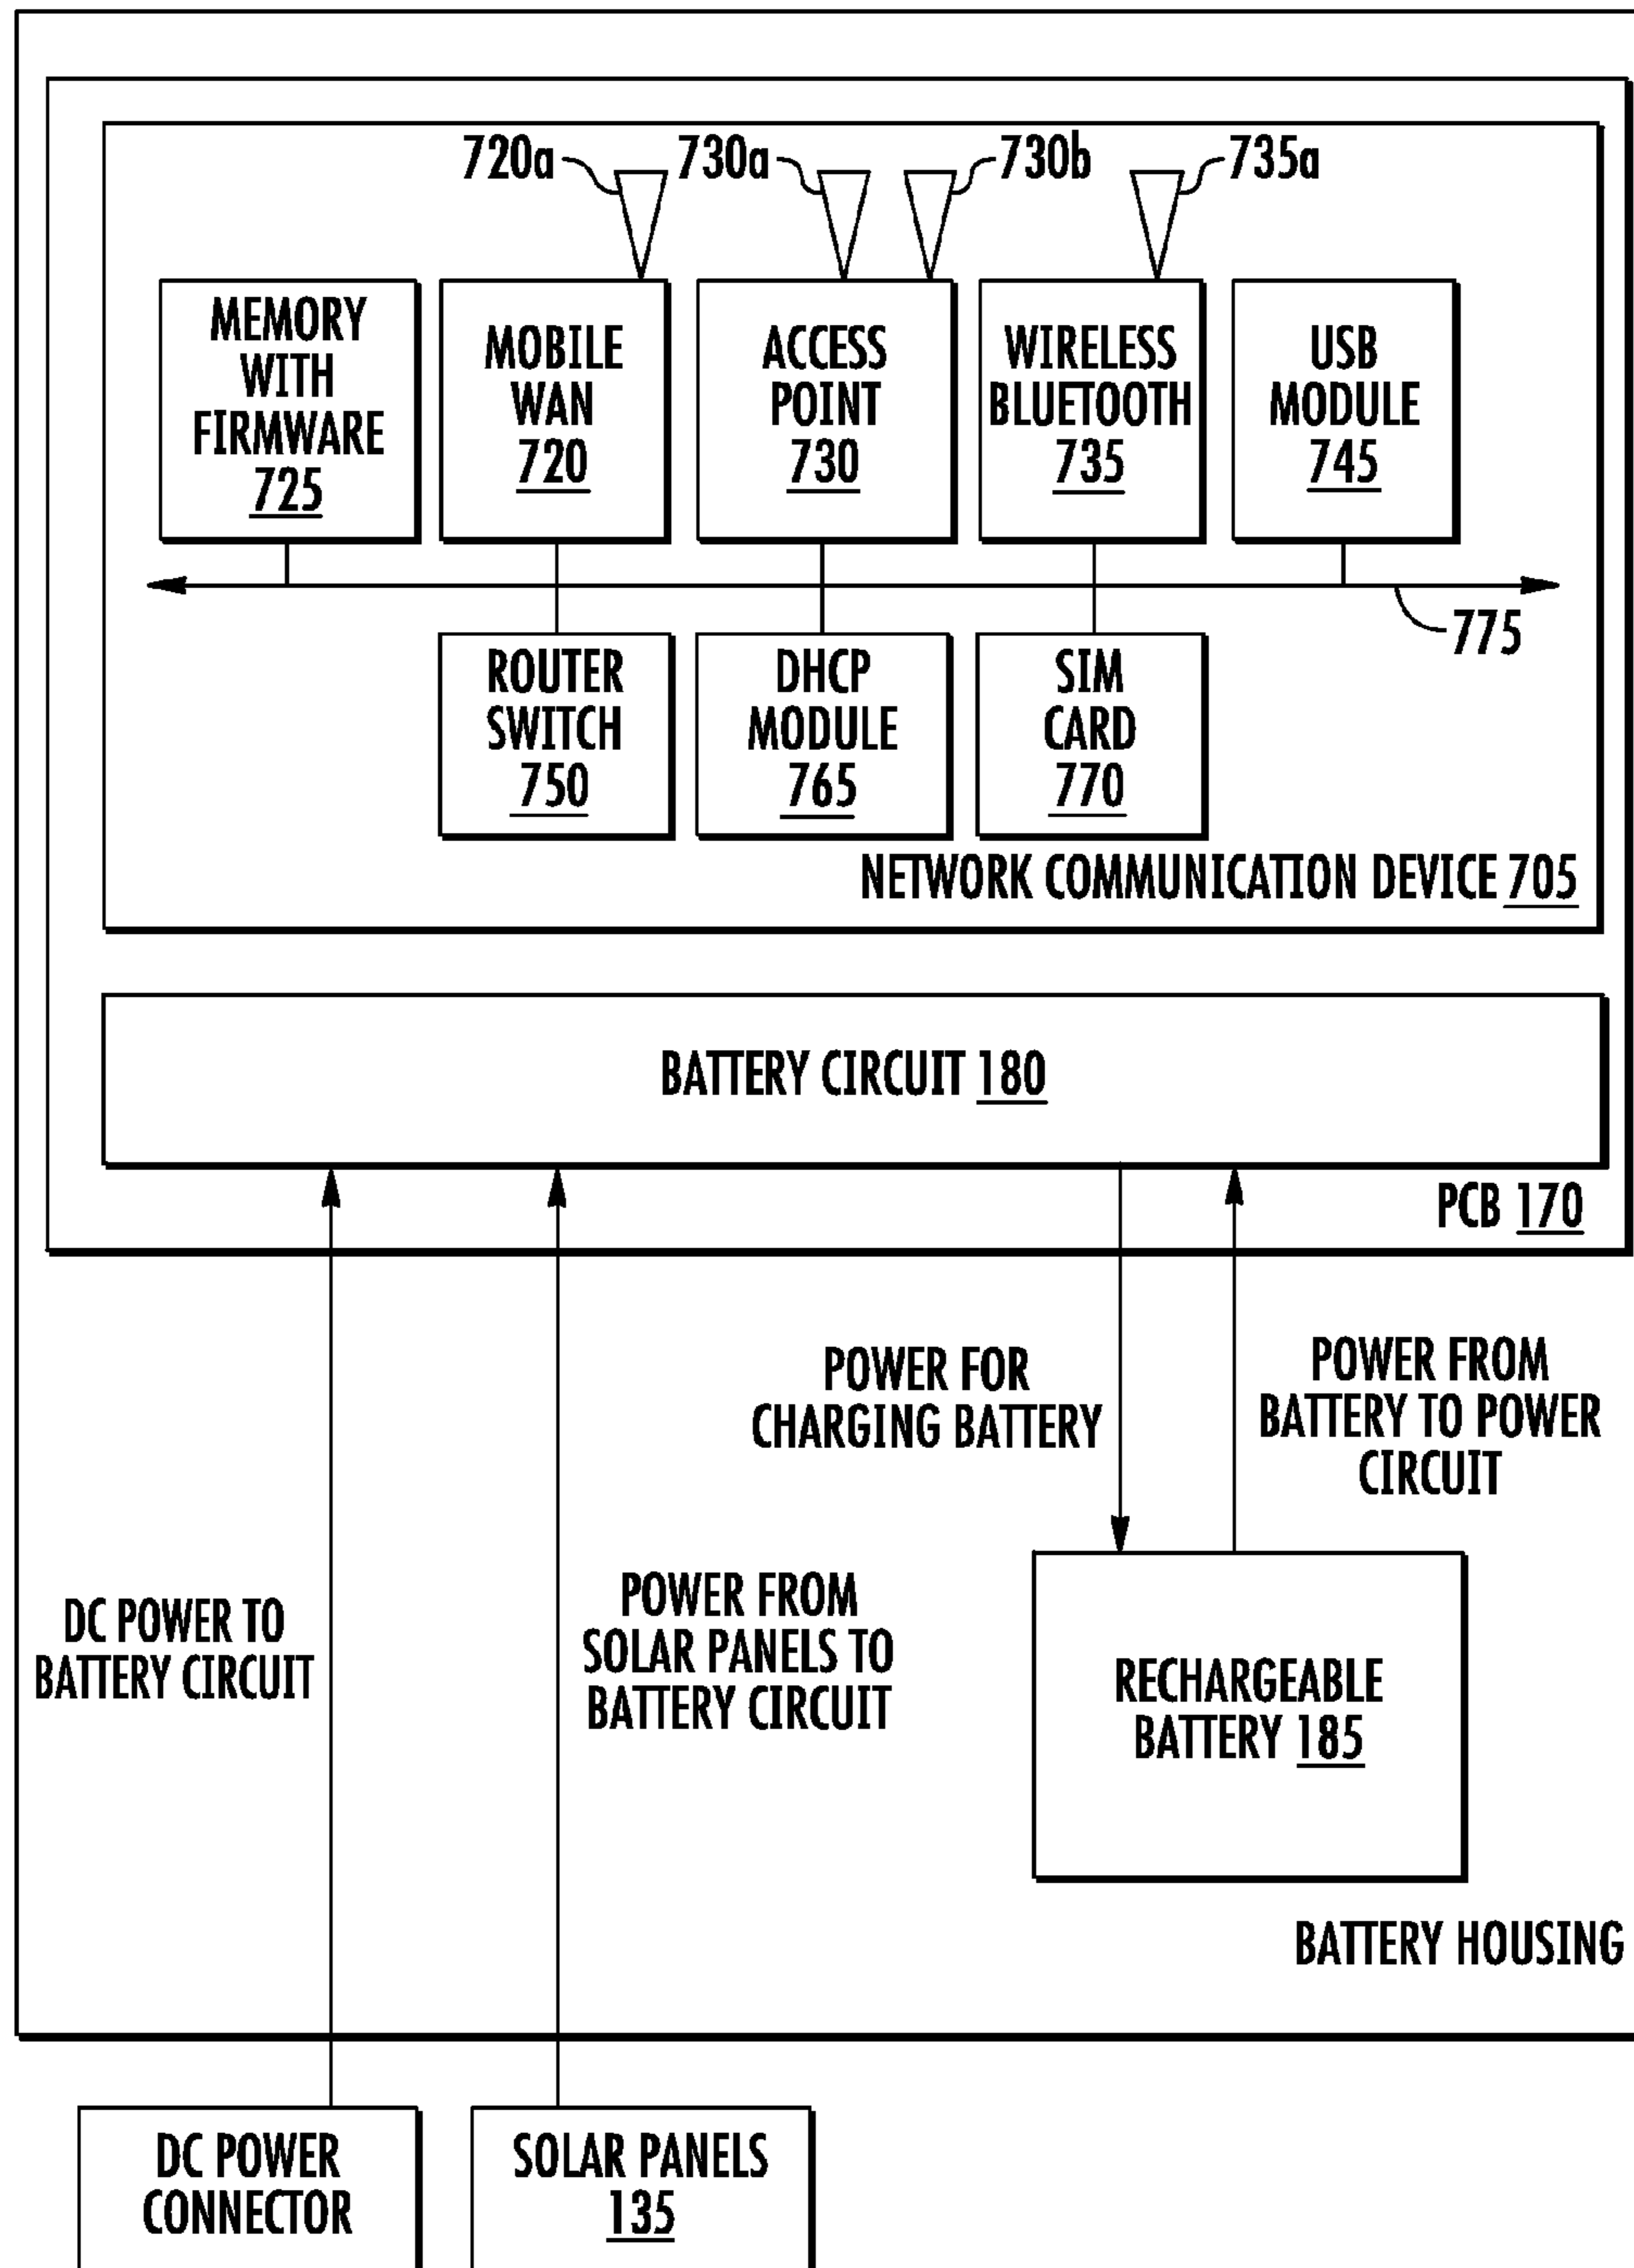 720a
730a
730b
735a
MEMORY
WITH
FIRMWARE
725
MOBILE
WAN
720
ACCESS
POINT
730
WIRELESS
BLUETOOTH
735
USB
MODULE
745
775
ROUTER
SWITCH
750
DHCP
MODULE
765
SIM
CARD
770
NETWORK COMMUNICATION DEVICE 705
BATTERY CIRCUIT 180
PCB 170
POWER FOR
CHARGING BATTERY
POWER FROM
BATTERY TO POWER
CIRCUIT
DC POWER TO
BATTERY CIRCUIT
POWER FROM
SOLAR PANELS TO
BATTERY CIRCUIT
RECHARGEABLE
BATTERY 185
BATTERY HOUSING
DC POWER
CONNECTOR
SOLAR PANELS
135